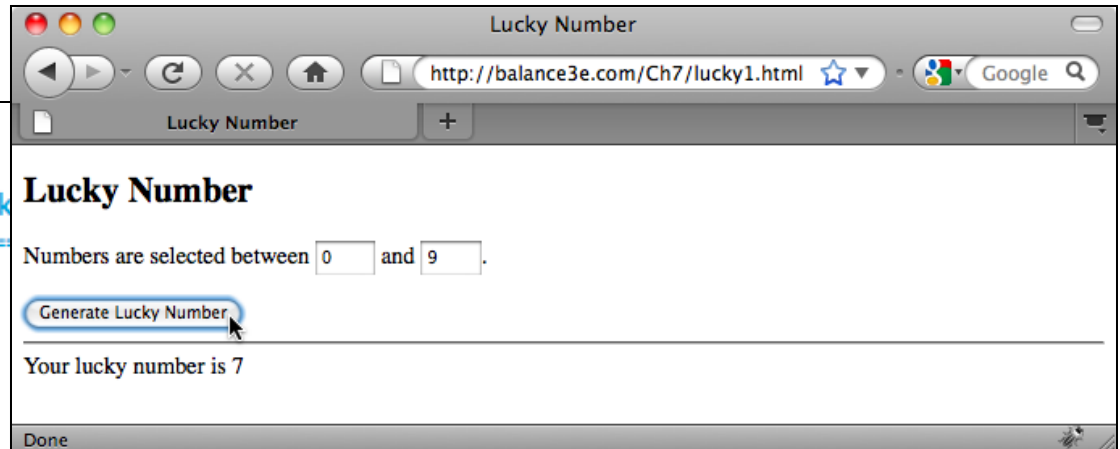 Lucky Number
http://balance3e.com/Ch7/lucky1.html Google
Lucky Number +
Lucky Number
Numbers are selected between 0 and 9 .
Generate Lucky Number
Your lucky number is 7
Done